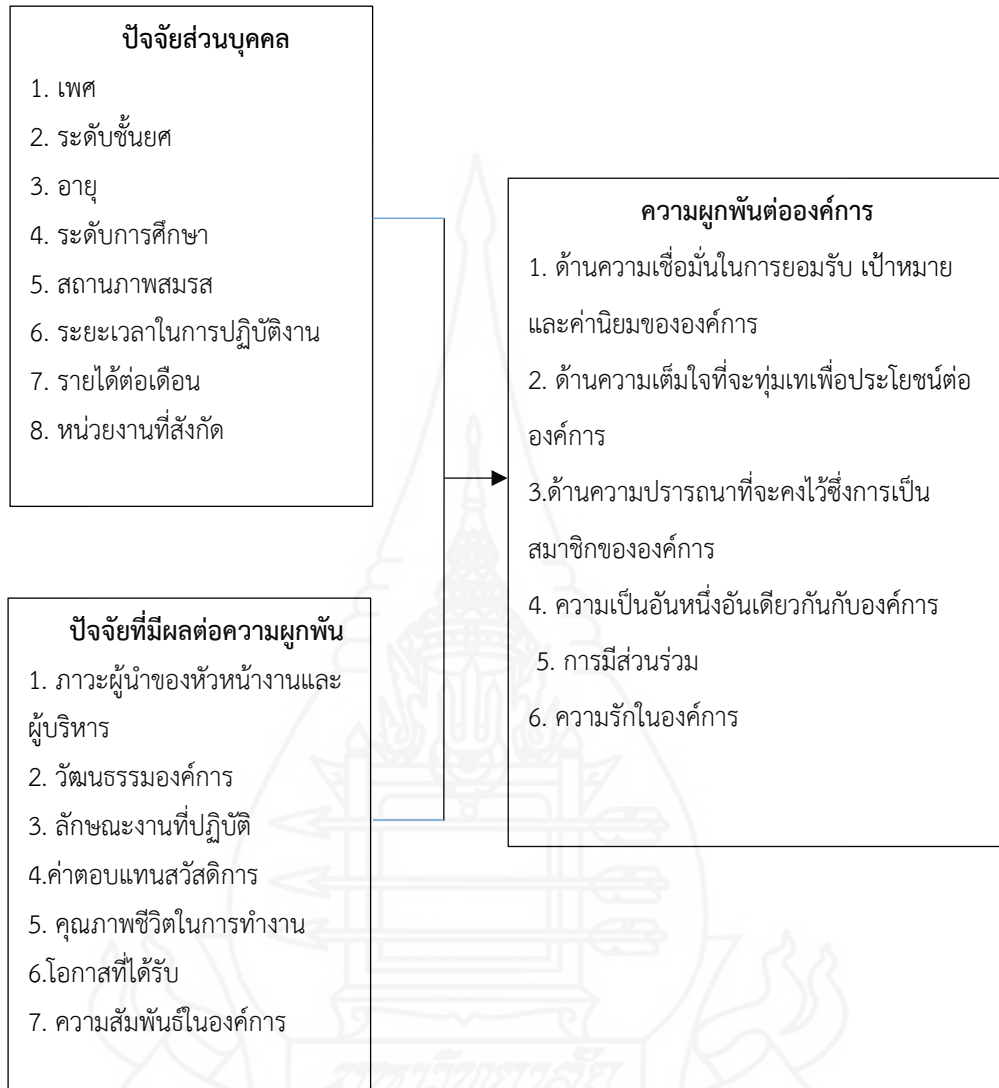 ปัจจัยส่วนบุคคล
1. เพศ
2. ระดับชั้นยศ
3. อายุ
4. ระดับการศึกษา
5. สถานภาพสมรส
6. ระยะเวลาในการปฏิบัติงาน
7. รายได้ต่อเดือน
8. หน่วยงานที่สังกัด
ปัจจัยที่มีผลต่อความผูกพัน
1. ภาวะผู้นำของหัวหน้างานและ
ผู้บริหาร
2. วัฒนธรรมองค์การ
3. ลักษณะงานที่ปฏิบัติ
4.ค่าตอบแทนสวัสดิการ
5. คุณภาพชีวิตในการทำงาน
6.โอกาสที่ได้รับ
7. ความสัมพันธ์ในองค์การ
ความผูกพันต่อองค์การ
1. ด้านความเชื่อมั่นในการยอมรับ เป้าหมาย
และค่านิยมขององค์การ
2. ด้านความเต็มใจที่จะทุ่มเทเพื่อประโยชน์ต่อ
องค์การ
3.ด้านความปรารถนาที่จะคงไว้ซึ่งการเป็น
สมาชิกขององค์การ
4. ความเป็นอันหนึ่งอันเดียวกันกับองค์การ
5. การมีส่วนร่วม
6. ความรักในองค์การ